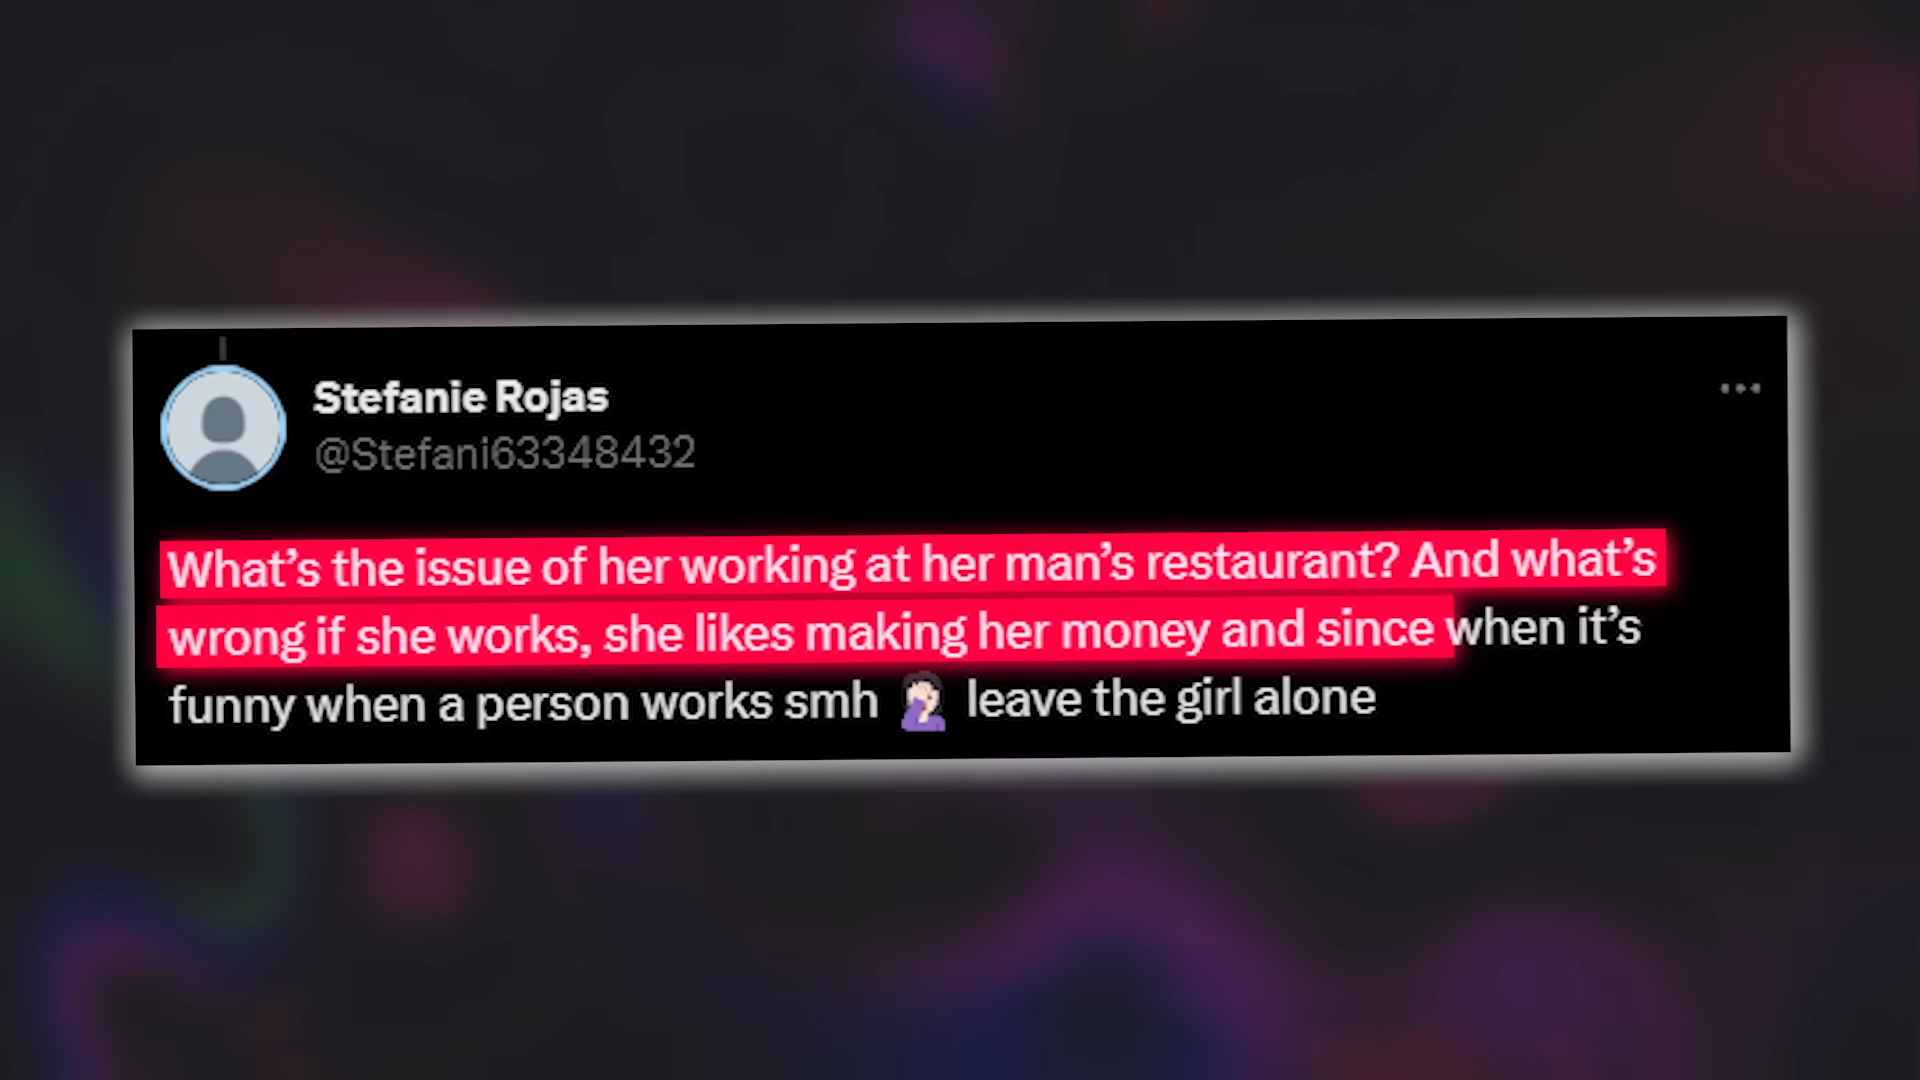 Stefanie Rojas
@Stefani63348432
What’s the issue of her working at her man’s restaurant? And what’s
wrong if she works, she likes making her money and since when it’s
funny when a person works smh 🤦🏻‍♀️ leave the girl alone